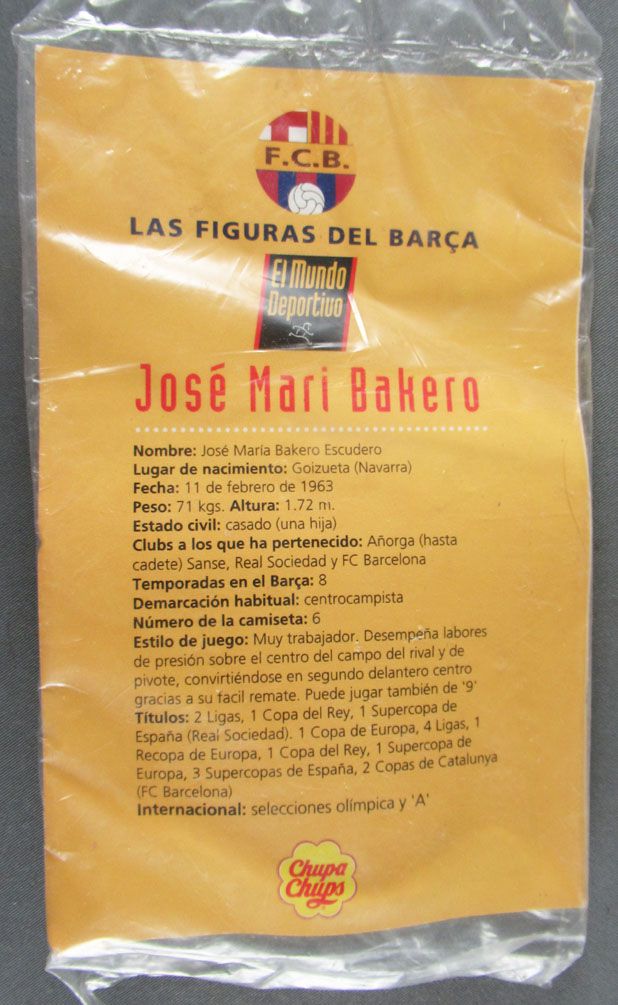 F.C.B.
LAS FIGURAS DEL BARÇA
El Mundo
Deportivo
José Mari Bakero
Nombre: José María Bakero Escudero
Lugar de nacimiento: Goizueta (Navarra)
Fecha: 11 de febrero de 1963
Peso: 71 kgs. Altura: 1.72 m.
Estado civil: casado (una hija)
Clubs a los que ha pertenecido: Añorga (hasta
cadete) Sanse, Real Sociedad y FC Barcelona
Temporadas en el Barça: 8
Demarcación habitual: centrocampista
Número de la camiseta: 6
Estilo de juego: Muy trabajador. Desempeña labores
de presión sobre el centro del campo del rival y de
pivote, convirtiéndose en segundo delantero centro
gracias a su facil remate. Puede jugar también de '9'
Títulos: 2 Ligas, 1 Copa del Rey, 1 Supercopa de
España (Real Sociedad). 1 Copa de Europa, 4 Ligas, 1
Recopa de Europa, 1 Copa del Rey, 1 Supercopa de
Europa, 3 Supercopas de España, 2 Copas de Catalunya
(FC Barcelona)
Internacional: selecciones olímpica y 'A'
Chupa
Chups